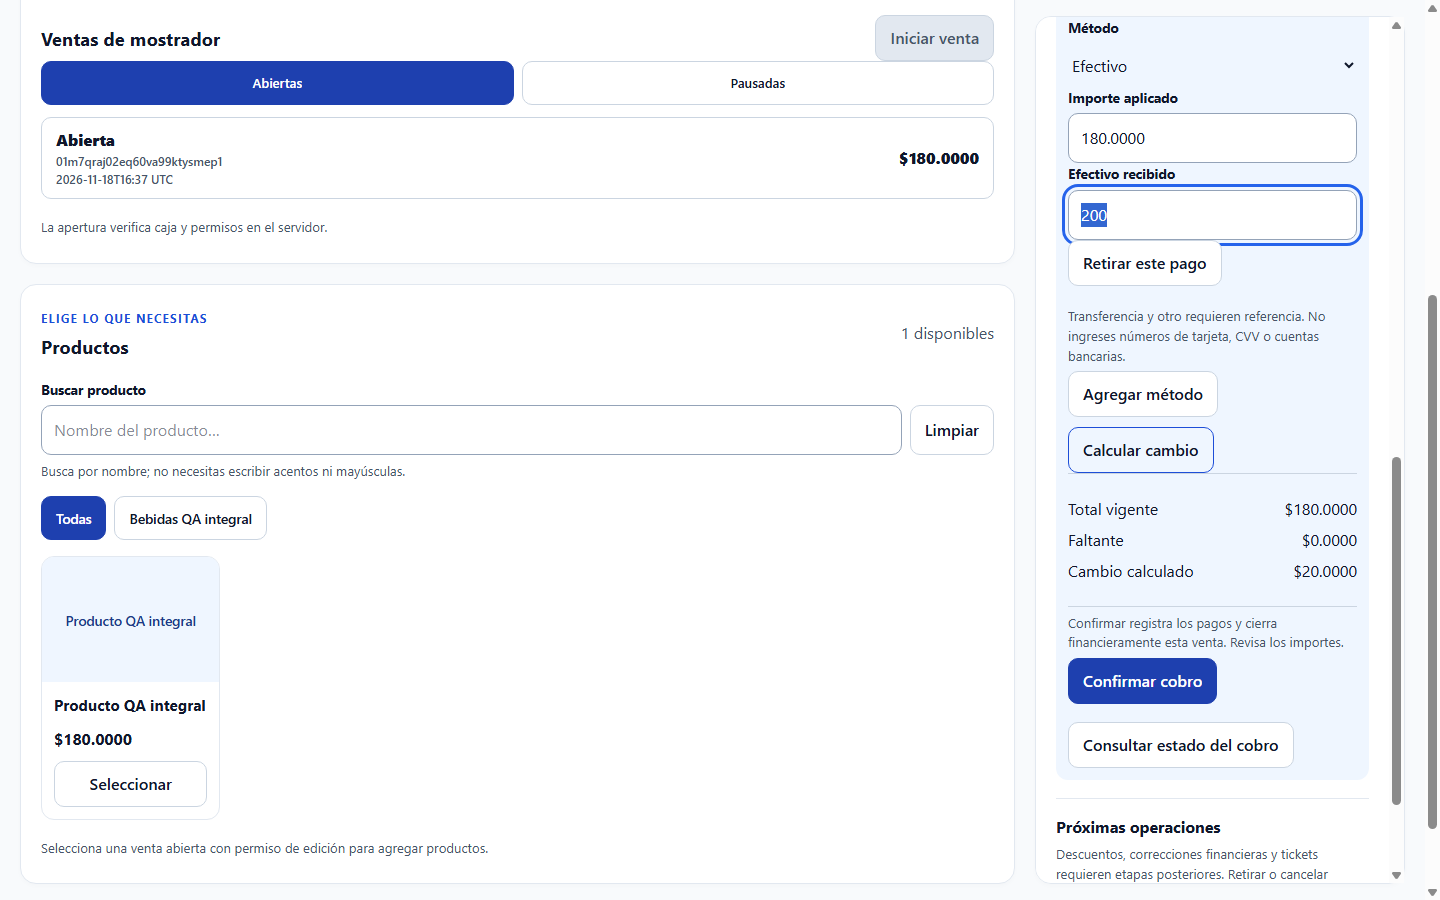 Ventas de mostrador
Iniciar venta
Abiertas
Pausadas
Abierta
01m7qraj02eq60va99ktysmep1
2026-11-18T16:37 UTC
$180.0000
La apertura verifica caja y permisos en el servidor.
ELIGE LO QUE NECESITAS
Productos
1 disponibles
Buscar producto
Nombre del producto...
Limpiar
Busca por nombre; no necesitas escribir acentos ni mayúsculas.
Todas
Bebidas QA integral
Producto QA integral
Producto QA integral
$180.0000
Seleccionar
Selecciona una venta abierta con permiso de edición para agregar productos.
Método
Efectivo
Importe aplicado
180.0000
Efectivo recibido
200
Retirar este pago
Transferencia y otro requieren referencia. No
ingreses números de tarjeta, CVV o cuentas
bancarias.
Agregar método
Calcular cambio
Total vigente $180.0000
Faltante $0.0000
Cambio calculado $20.0000
Confirmar registra los pagos y cierra
financieramente esta venta. Revisa los importes.
Confirmar cobro
Consultar estado del cobro
Próximas operaciones
Descuentos, correcciones financieras y tickets
requieren etapas posteriores. Retirar o cancelar